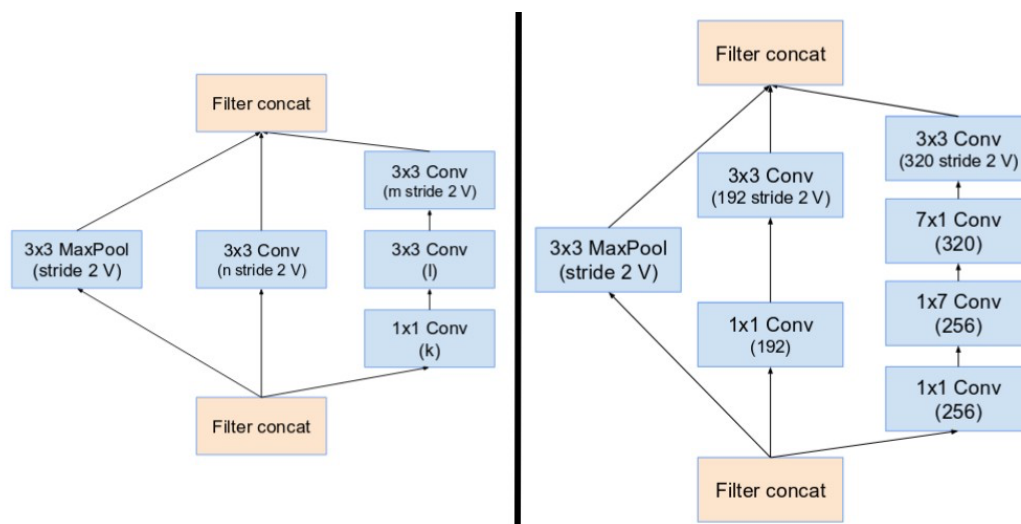 Filter concat
3x3 Conv
(m stride 2 V)
3x3 MaxPool
(stride 2 V)
3x3 Conv
(n stride 2 V)
3x3 Conv
(l)
1x1 Conv
(k)
Filter concat
Filter concat
3x3 Conv
(320 stride 2 V)
3x3 Conv
(192 stride 2 V)
7x1 Conv
(320)
3x3 MaxPool
(stride 2 V)
1x7 Conv
(256)
1x1 Conv
(192)
1x1 Conv
(256)
Filter concat